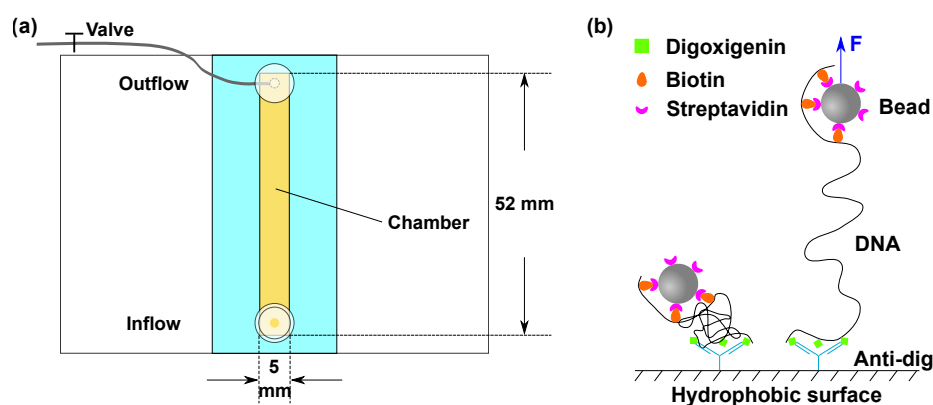 (a)
Valve
Outflow
Chamber
52 mm
Inflow
5
mm
(b)
F
Digoxigenin
Biotin
Streptavidin
Bead
DNA
Anti-dig
Hydrophobic surface